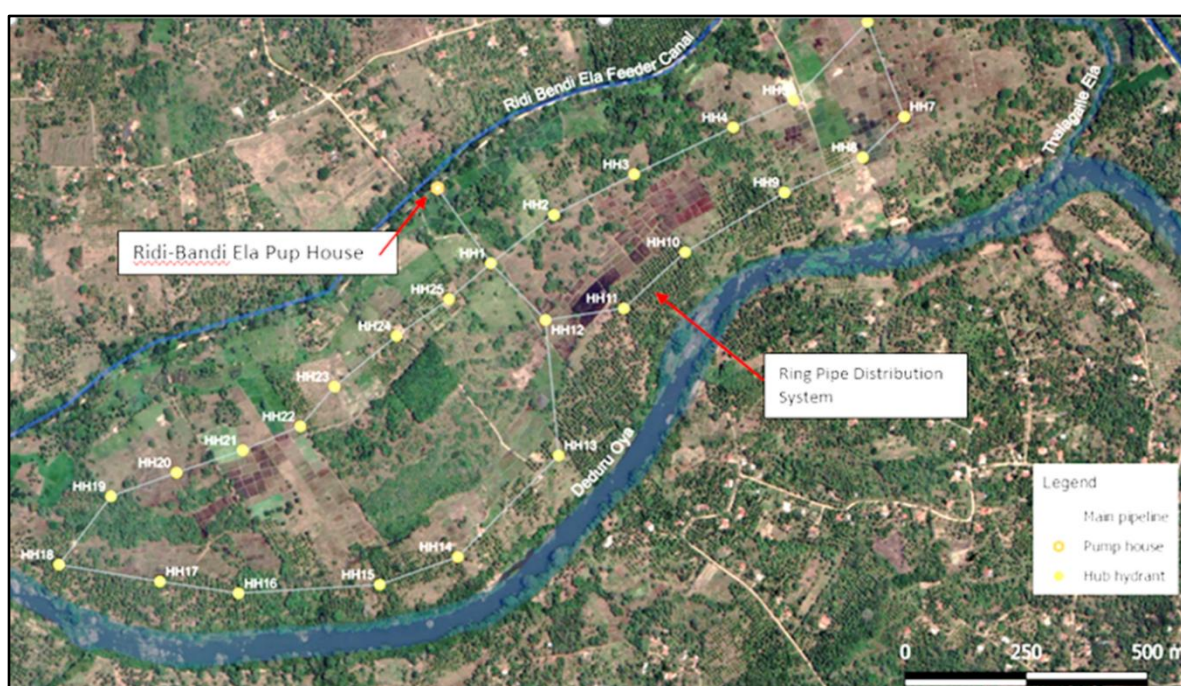 Ridi Bendi Ela Feeder Canal
Thalagalle Ela
HH5
HH7
HH4
HH8
HH3
HH9
HH2
Ridi-Bandi Ela Pup House
HH10
HH1
HH25
HH11
HH12
HH24
Ring Pipe Distribution
System
HH23
HH22
HH13
Deduru Oya
HH21
HH20
HH19
Legend
Main pipeline
Pump house
Hub hydrant
HH14
HH18
HH17
HH16
HH15
0 250 500 m